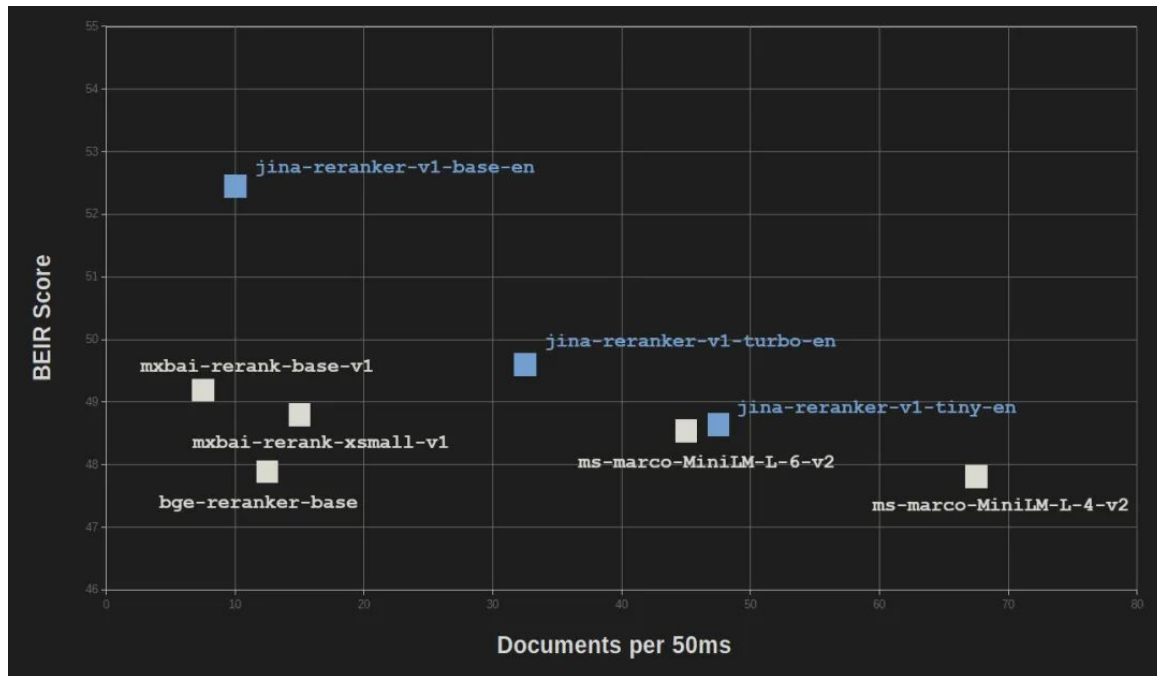 55
54
53
jina-reranker-v1-base-en
52
51
BEIR Score
50
jina-reranker-v1-turbo-en
mxbai-rerank-base-v1
49
jina-reranker-v1-tiny-en
mxbai-rerank-xsmall-v1
48
ms-marco-MiniLM-L-6-v2
bge-reranker-base
ms-marco-MiniLM-L-4-v2
47
46
0 10 20 30 40 50 60 70 80
Documents per 50ms